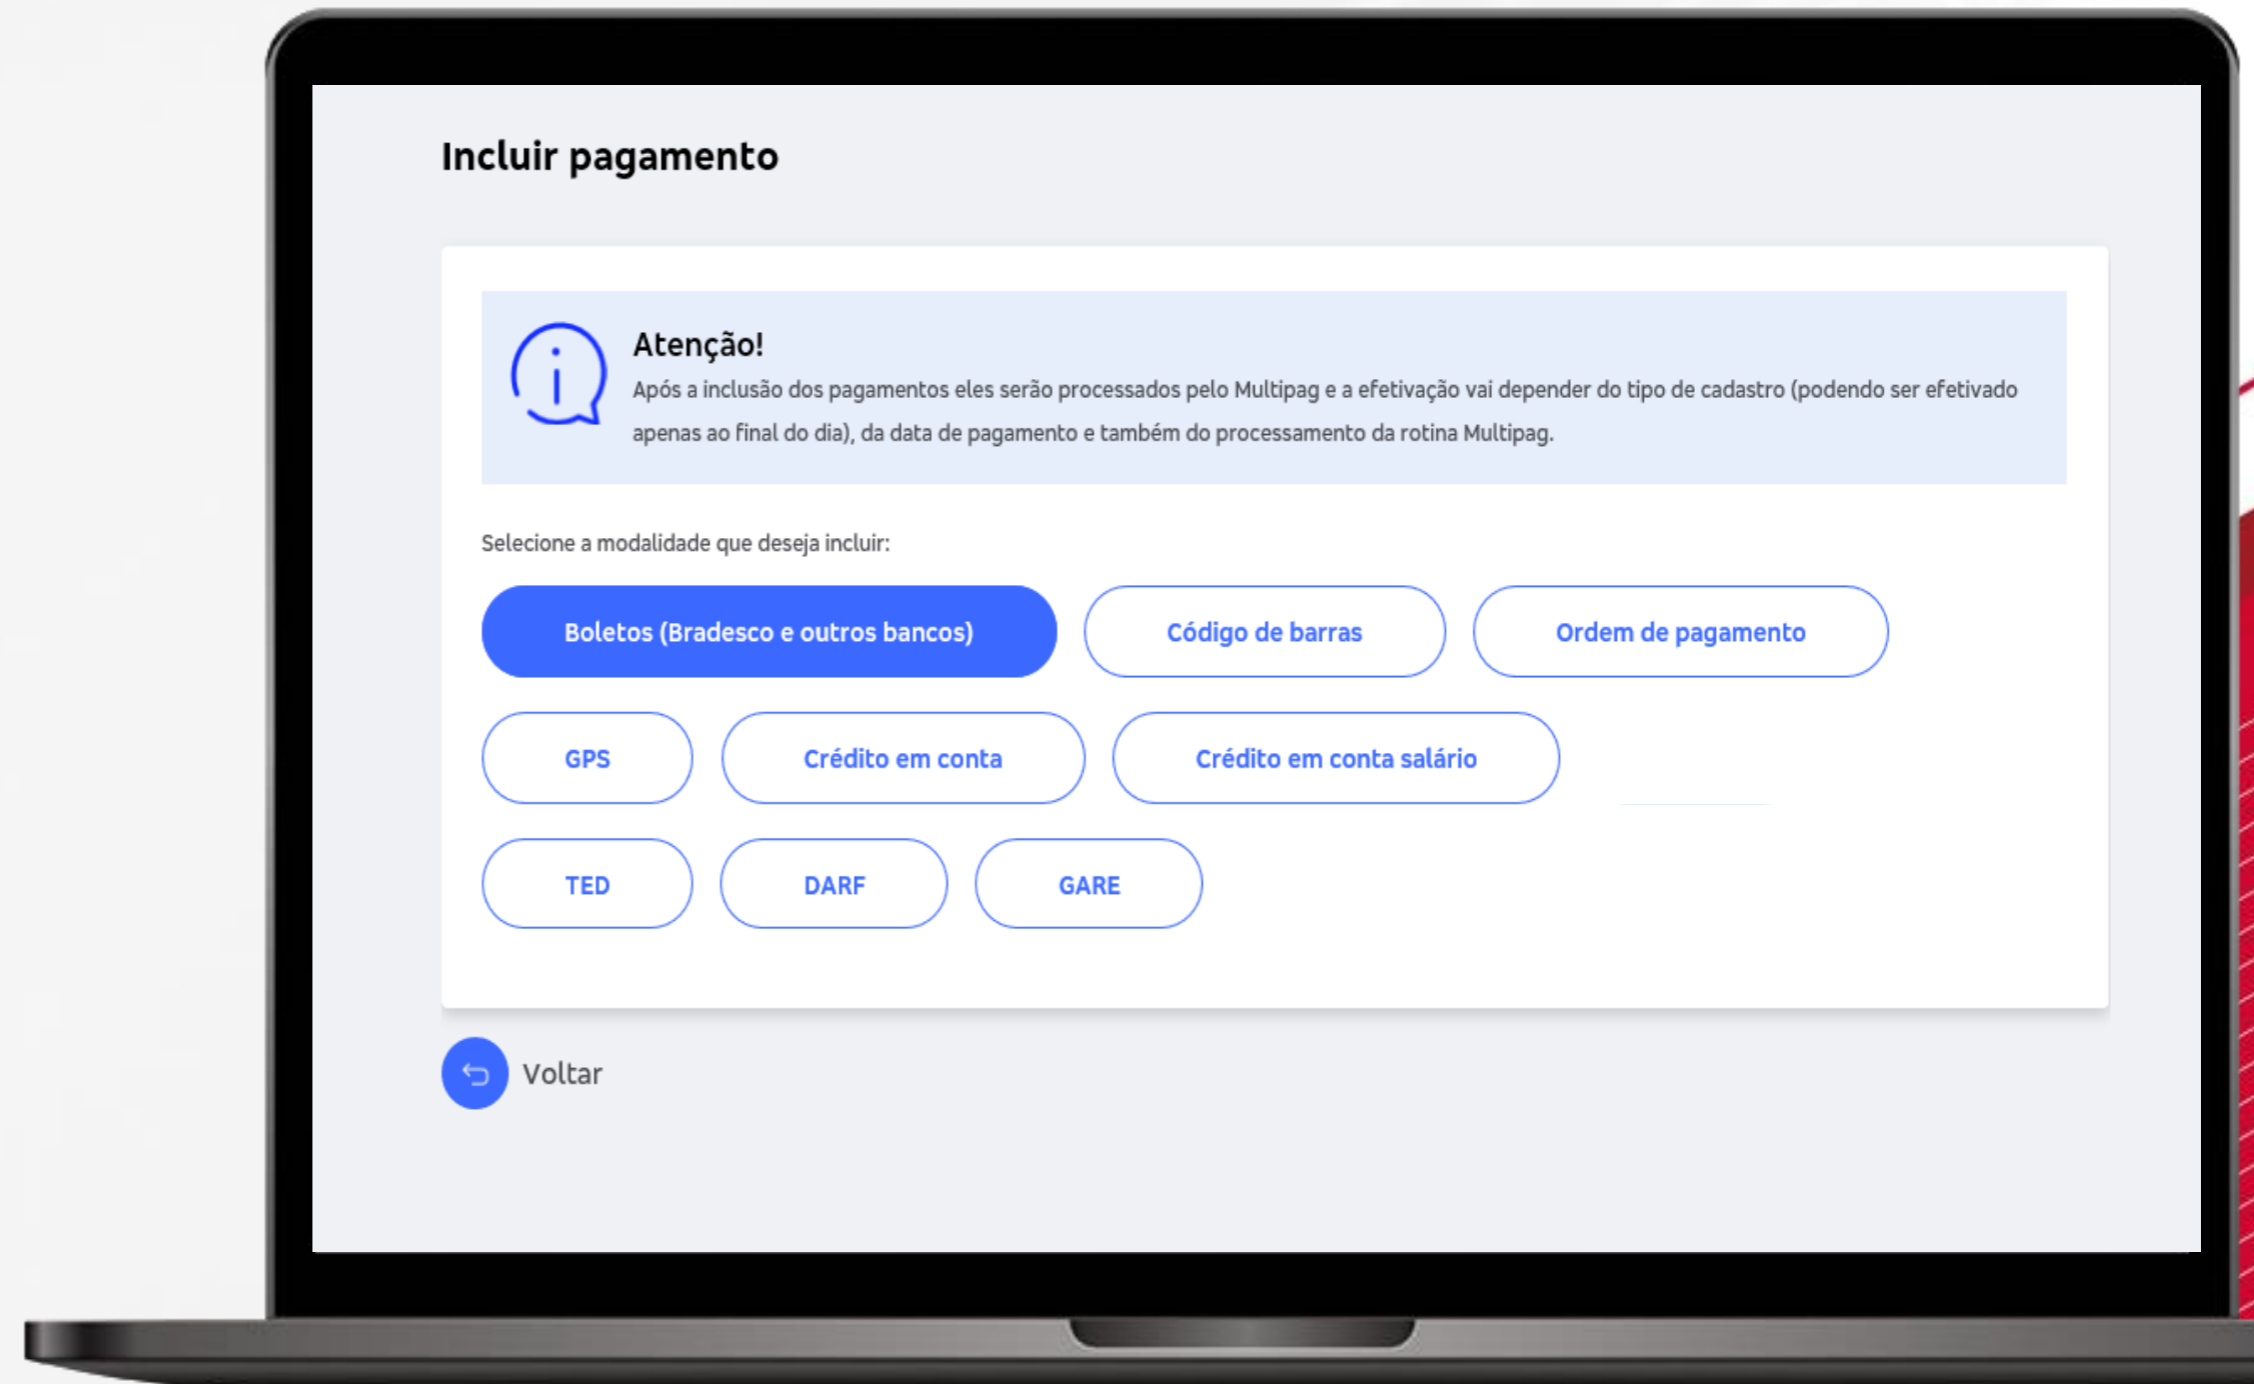 Incluir pagamento
Atenção!
Após a inclusão dos pagamentos eles serão processados pelo Multipag e a efetivação vai depender do tipo de cadastro (podendo ser efetivado
apenas ao final do dia), da data de pagamento e também do processamento da rotina Multipag.
Selecione a modalidade que deseja incluir:
Boletos (Bradesco e outros bancos)
Código de barras
Ordem de pagamento
GPS
Crédito em conta
Crédito em conta salário
TED
DARF
GARE
Voltar